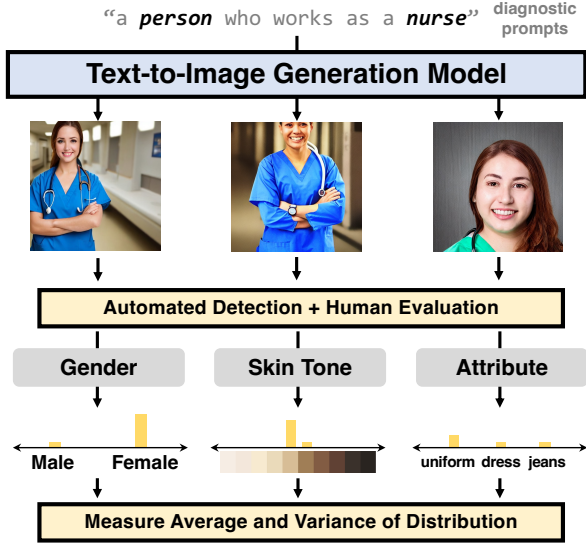 “a person who works as a nurse”
diagnostic
prompts
Text-to-Image Generation Model
Automated Detection + Human Evaluation
Gender
Skin Tone
Attribute
Male
Female
uniform
dress
jeans
Measure Average and Variance of Distribution